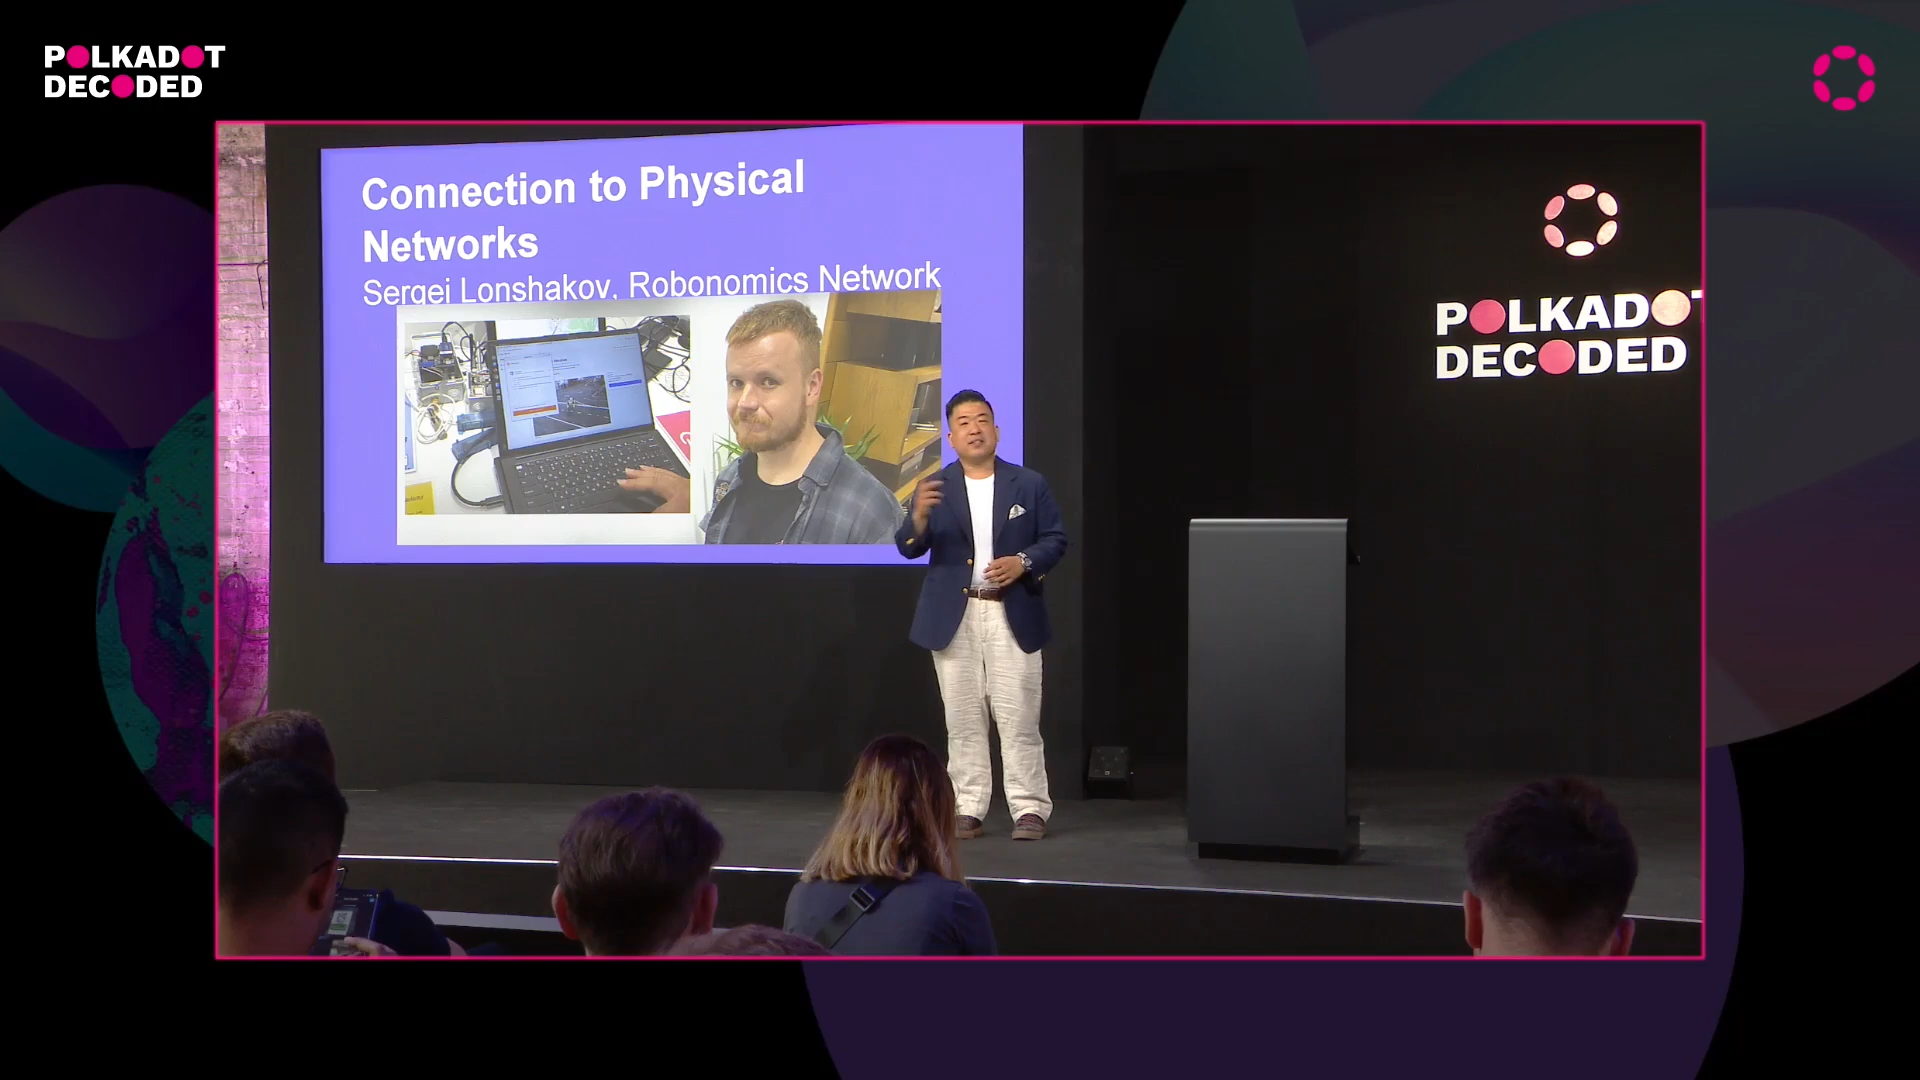 POLKADOT
DECODED
Connection to Physical
Networks
Sergei Lonshakov, Robonomics Network
POLKADOT
DECODED